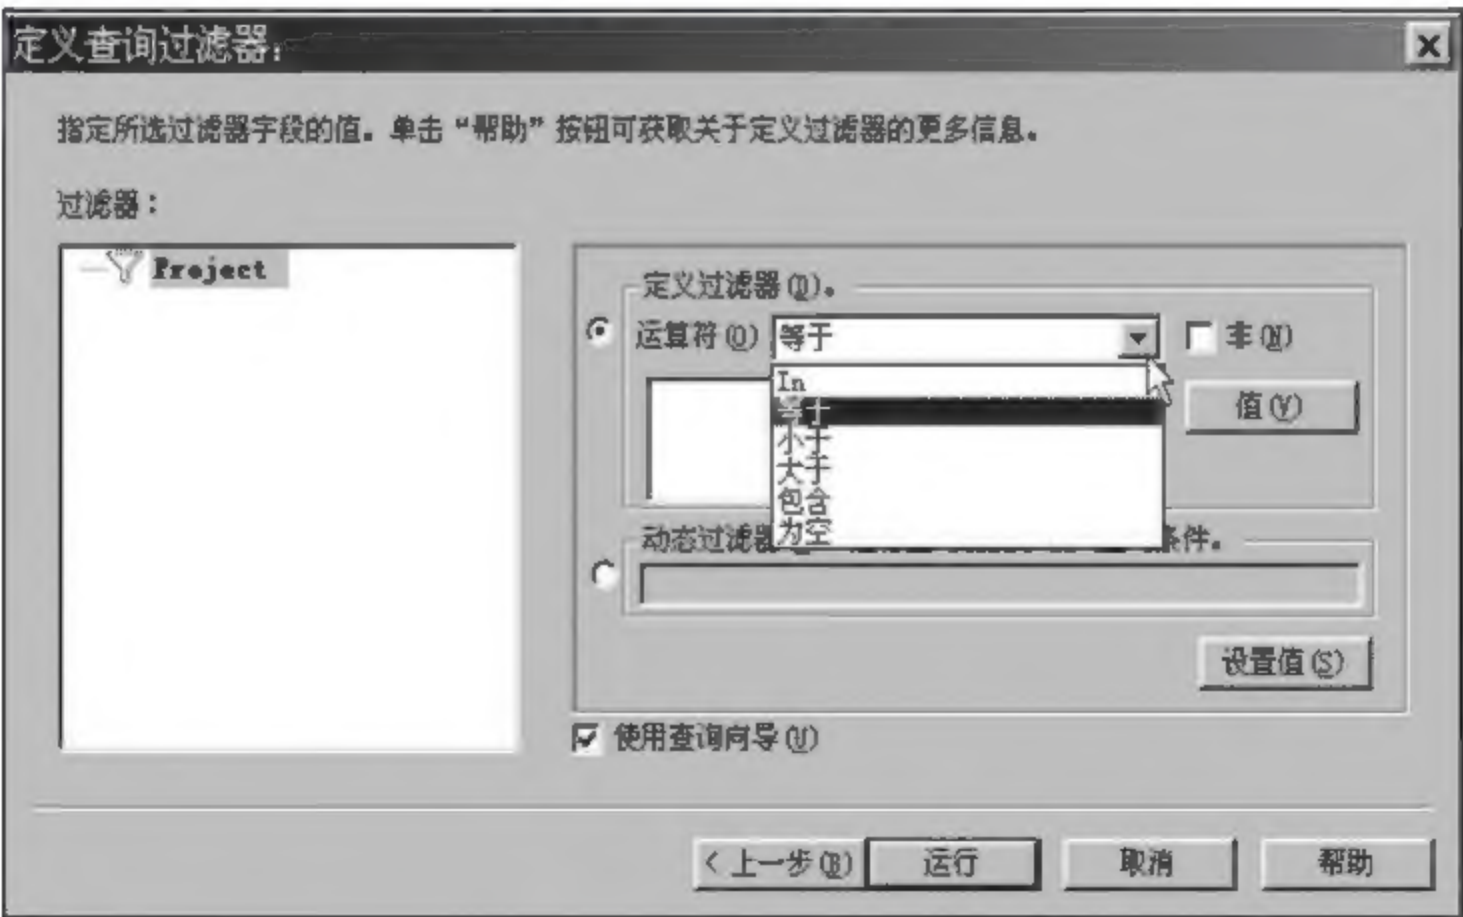 定义查询过滤器:
指定所选过滤器字段的值。单击“帮助”按钮可获取关于定义过滤器的更多信息。
过滤器：
Project
定义过滤器(D)。
运算符(O) 等于 非(N)
In
等于
小于
大于
包含
为空
值(V)
动态过滤器 条件。
设置值(S)
使用查询向导(U)
< 上一步(B) 运行 取消 帮助